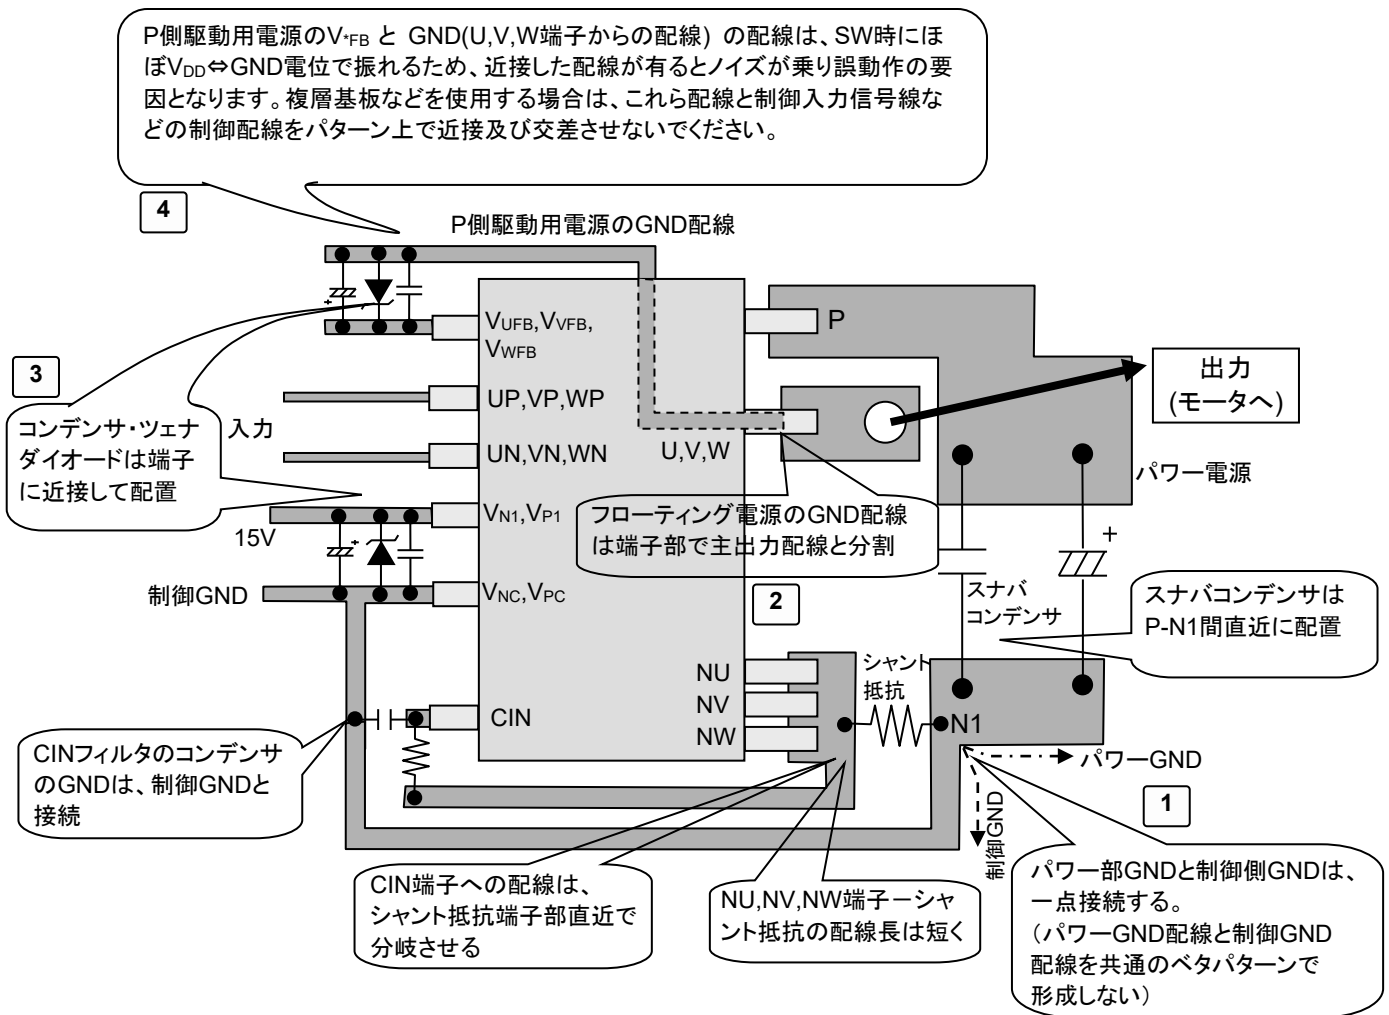 P側駆動用電源のV*FB と GND(U,V,W端子からの配線) の配線は、SW時にほ
ぼVDD⇔GND電位で振れるため、近接した配線が有るとノイズが乗り誤動作の要
因となります。複層基板などを使用する場合は、これら配線と制御入力信号線な
どの制御配線をパターン上で近接及び交差させないでください。
4
P側駆動用電源のGND配線
+
VUFB,VVFB,
VWFB
P
3
出力
(モータへ)
コンデンサ・ツェナ
ダイオードは端子
に近接して配置
入力
UP,VP,WP
UN,VN,WN
U,V,W
パワー電源
15V
+
VN1,VP1
フローティング電源のGND配線
は端子部で主出力配線と分割
+
制御GND
VNC,VPC
2
スナバ
コンデンサ
スナバコンデンサは
P-N1間直近に配置
NU
NV
NW
シャント
抵抗
N1
CIN
CINフィルタのコンデンサ
のGNDは、制御GNDと
接続
パワーGND
制御GND
1
CIN端子への配線は、
シャント抵抗端子部直近で
分岐させる
NU,NV,NW端子－シャ
ント抵抗の配線長は短く
パワー部GNDと制御側GNDは、
一点接続する。
（パワーGND配線と制御GND
配線を共通のベタパターンで
形成しない）